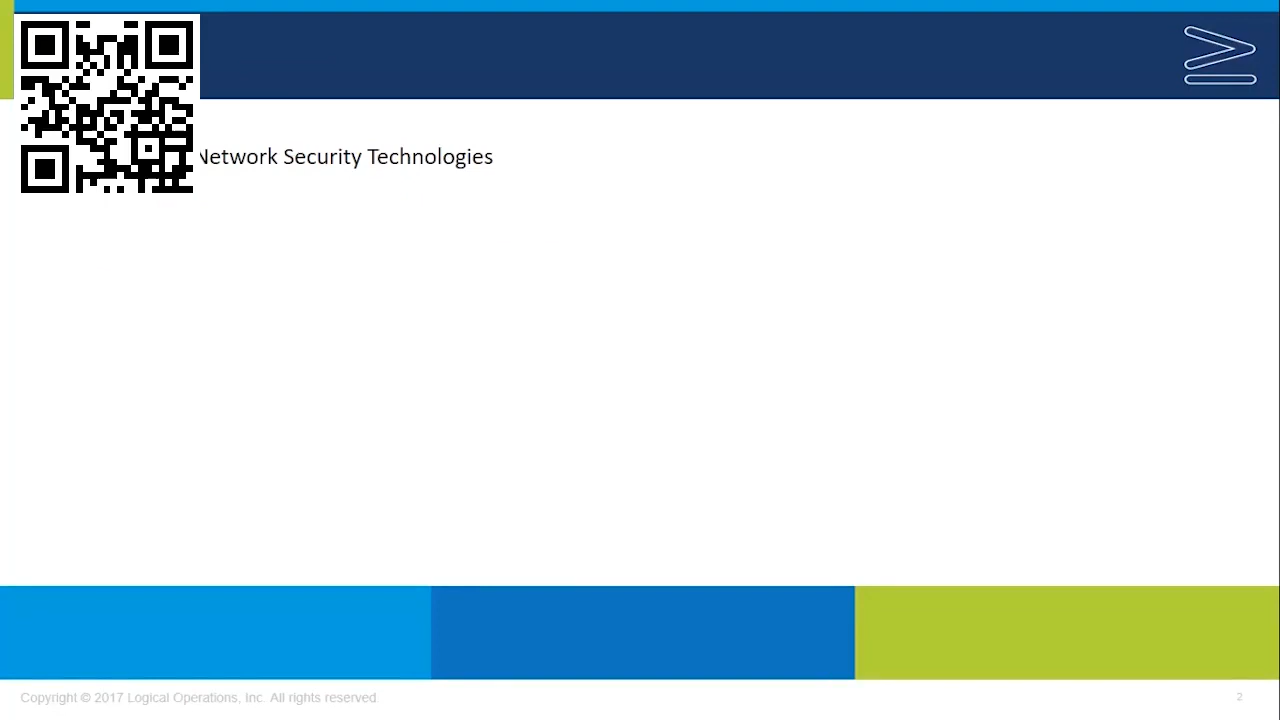 Network Security Technologies
Copyright © 2017 Logical Operations, Inc. All rights reserved.
2